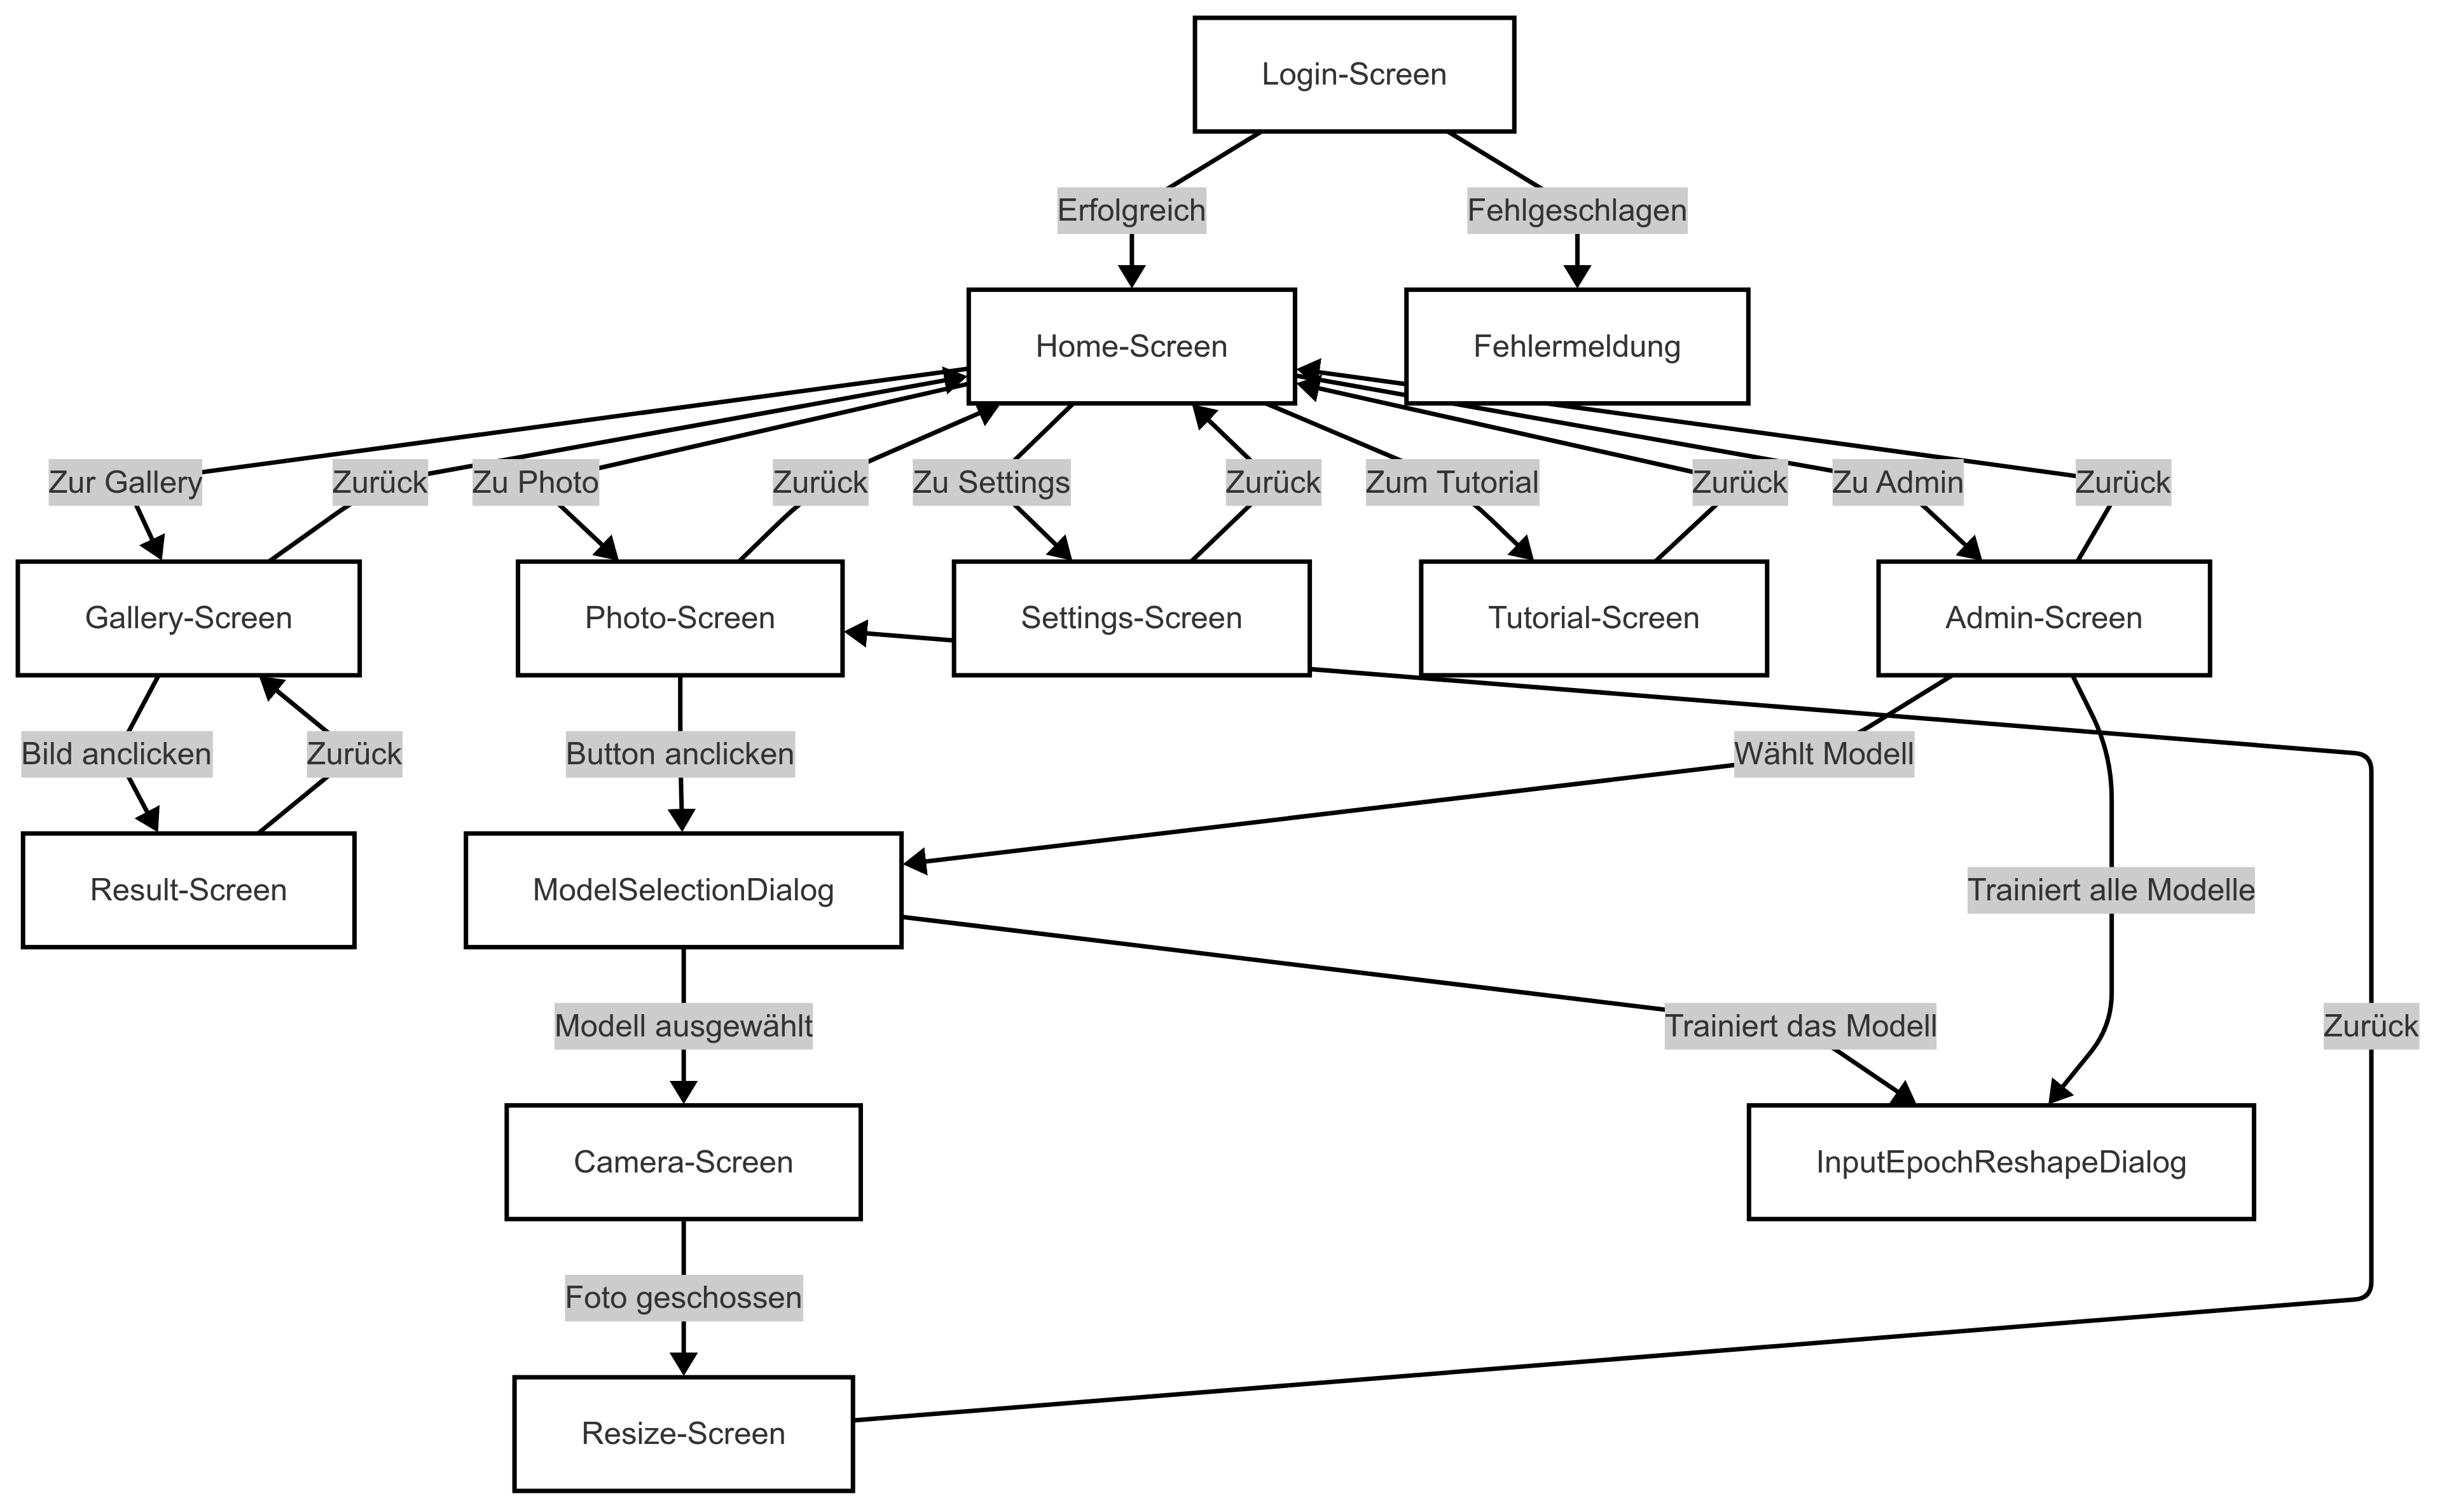 Login-Screen
Erfolgreich
Fehlgeschlagen
Home-Screen
Fehlermeldung
Zur Gallery
Zurück
Zu Photo
Zurück
Zu Settings
Zurück
Zum Tutorial
Zurück
Zu Admin
Zurück
Gallery-Screen
Photo-Screen
Settings-Screen
Tutorial-Screen
Admin-Screen
Bild anclicken
Zurück
Button anclicken
Wählt Modell
Result-Screen
ModelSelectionDialog
Trainiert alle Modelle
Modell ausgewählt
Trainiert das Modell
Zurück
Camera-Screen
InputEpochReshapeDialog
Foto geschossen
Resize-Screen